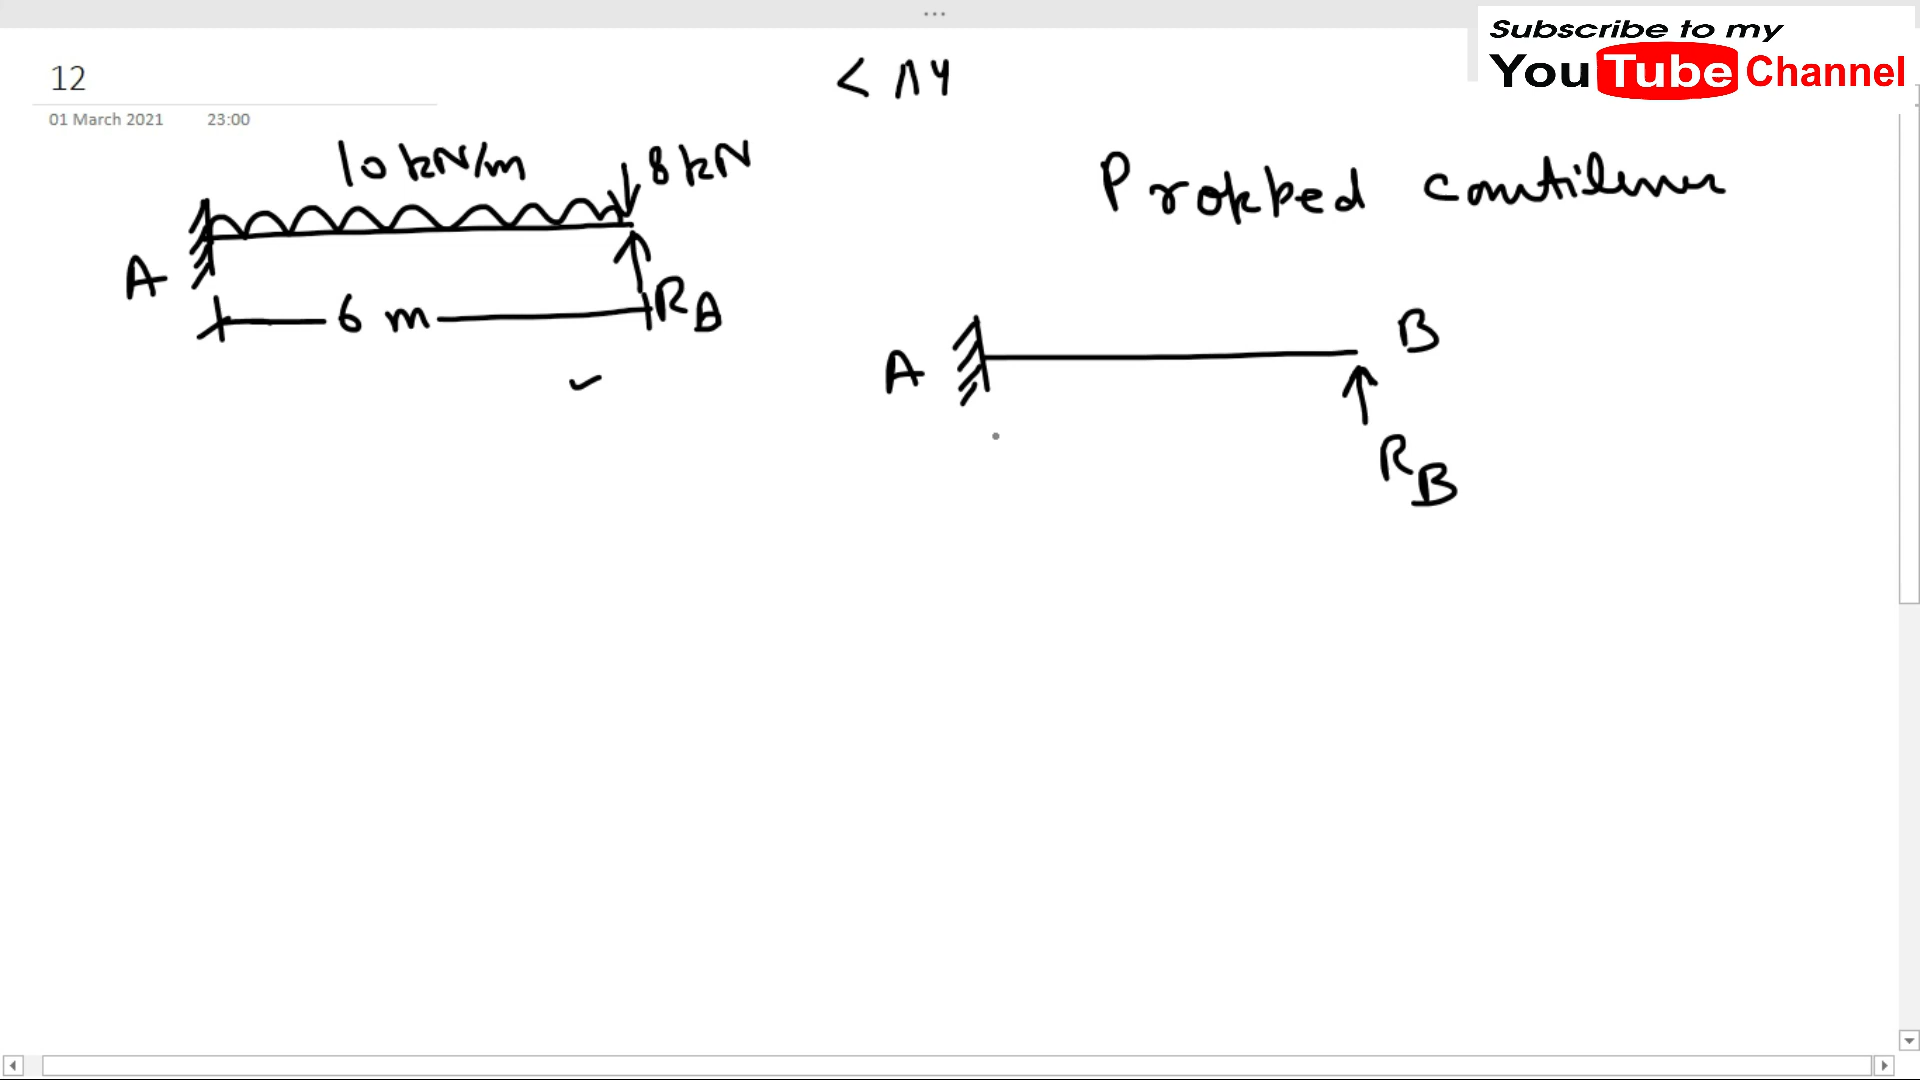 Subscribe to my
YouTube Channel
12
01 March 2021 23:00
10 kN/m
8 kN
A
6 m
RB
Propped cantilever
A
B
RB